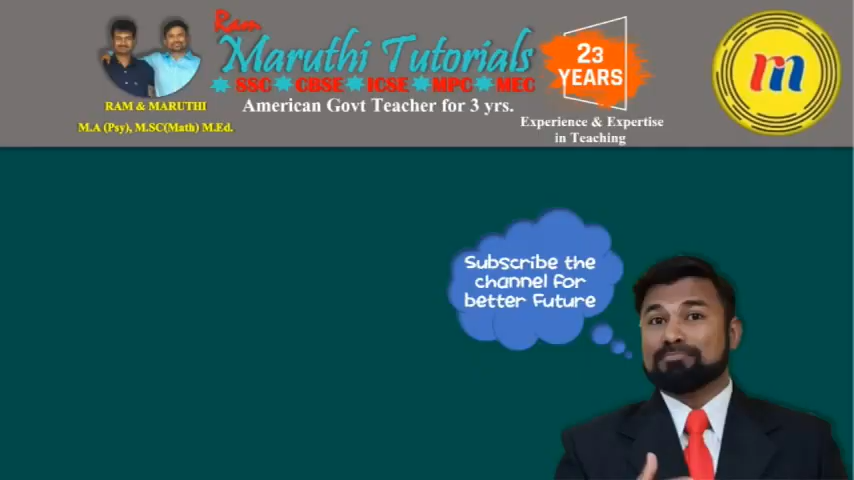 Ram
Maruthi Tutorials
SSC CBSE ICSE MPC MEC
American Govt Teacher for 3 yrs.
RAM & MARUTHI
M.A (Psy), M.SC(Math) M.Ed.
23
YEARS
Experience & Expertise
in Teaching
m
Subscribe the
channel for
better Future